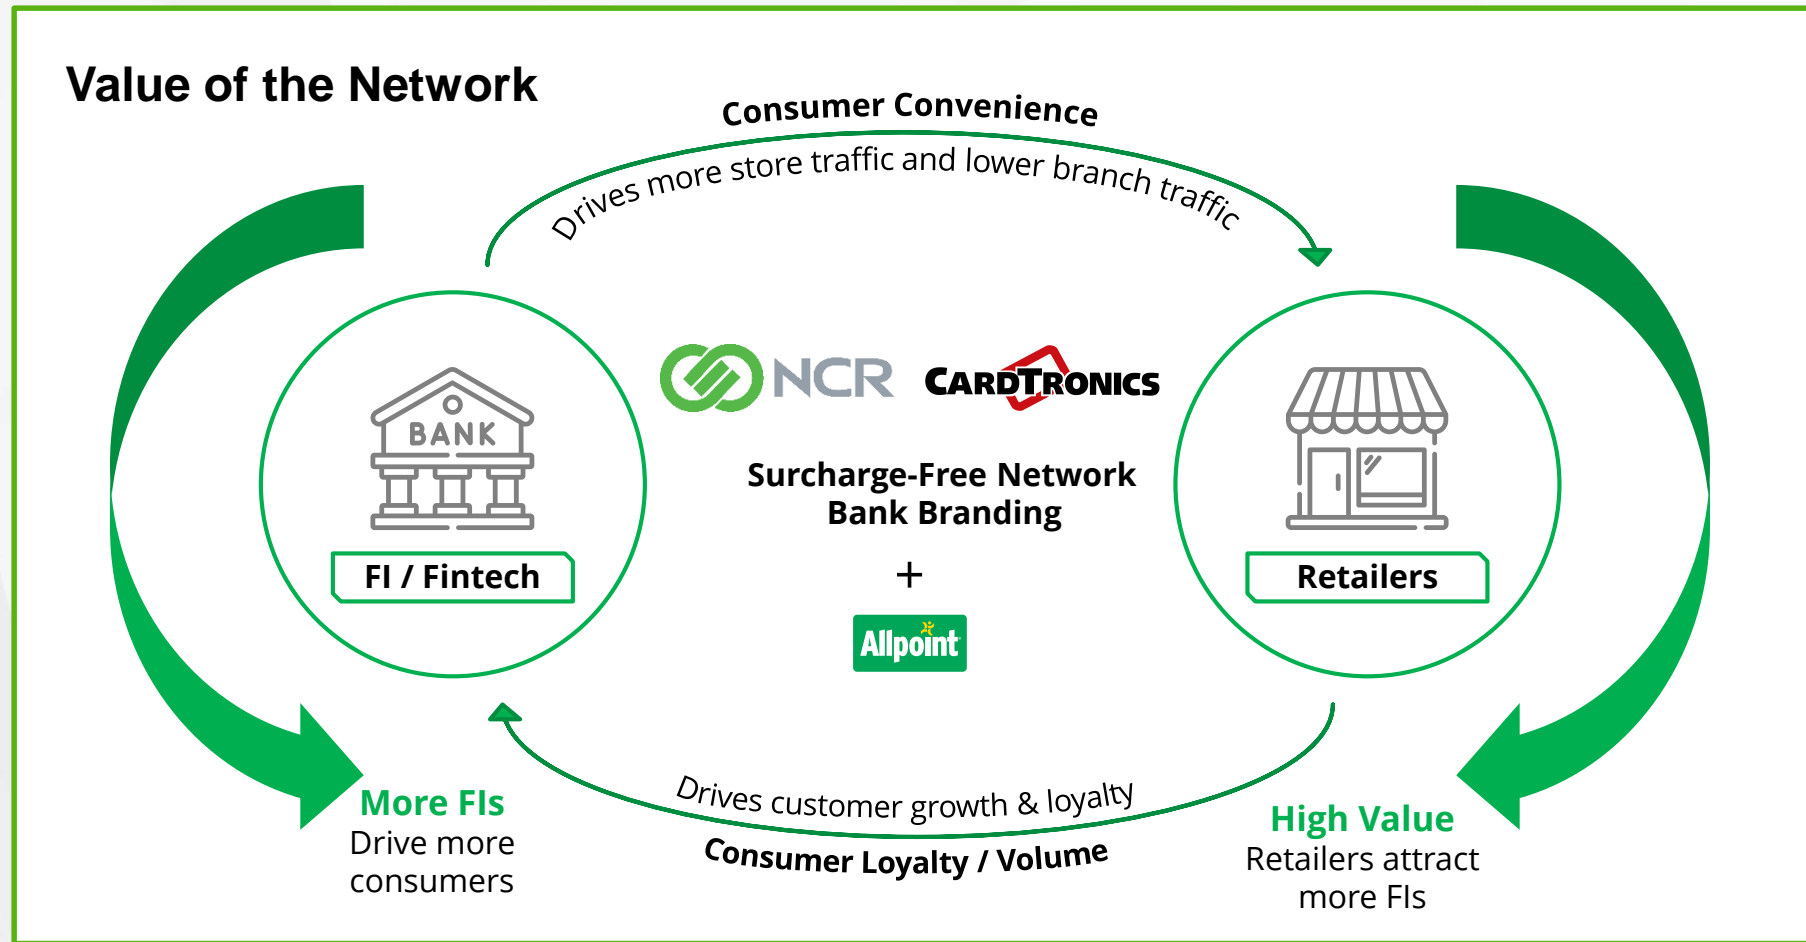 Value of the Network
Consumer Convenience
Drives more store traffic and lower branch traffic
NCR
CARDTRONICS
BANK
Surcharge-Free Network
Bank Branding
FI / Fintech
+
Retailers
Allpoint
Drives customer growth & loyalty
Consumer Loyalty / Volume
More FIs
Drive more
consumers
High Value
Retailers attract
more FIs